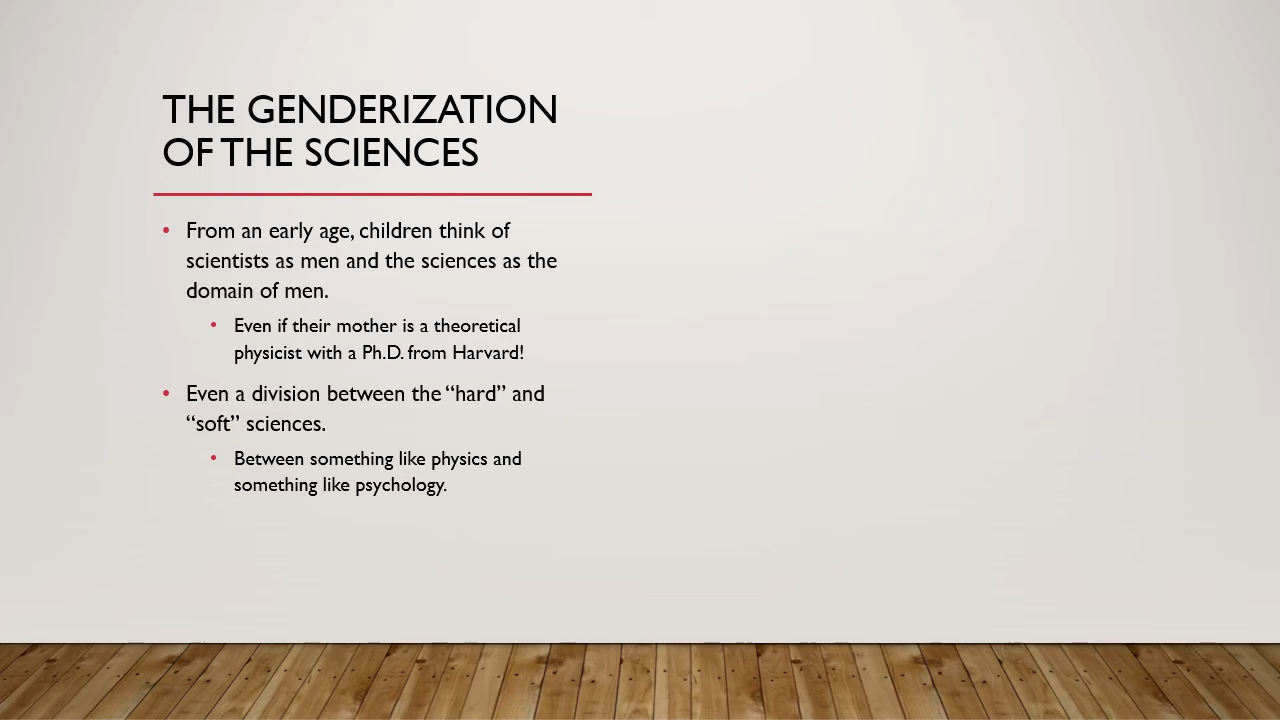 THE GENDERIZATION
OF THE SCIENCES
• From an early age, children think of
scientists as men and the sciences as the
domain of men.
• Even if their mother is a theoretical
physicist with a Ph.D. from Harvard!
• Even a division between the “hard” and
“soft” sciences.
• Between something like physics and
something like psychology.